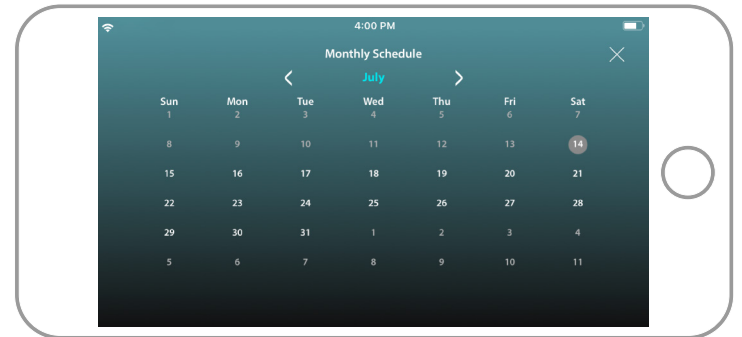 4:00 PM
Monthly Schedule
July
Sun Mon Tue Wed Thu Fri Sat
1 2 3 4 5 6 7
8 9 10 11 12 13 14
15 16 17 18 19 20 21
22 23 24 25 26 27 28
29 30 31 1 2 3 4
5 6 7 8 9 10 11